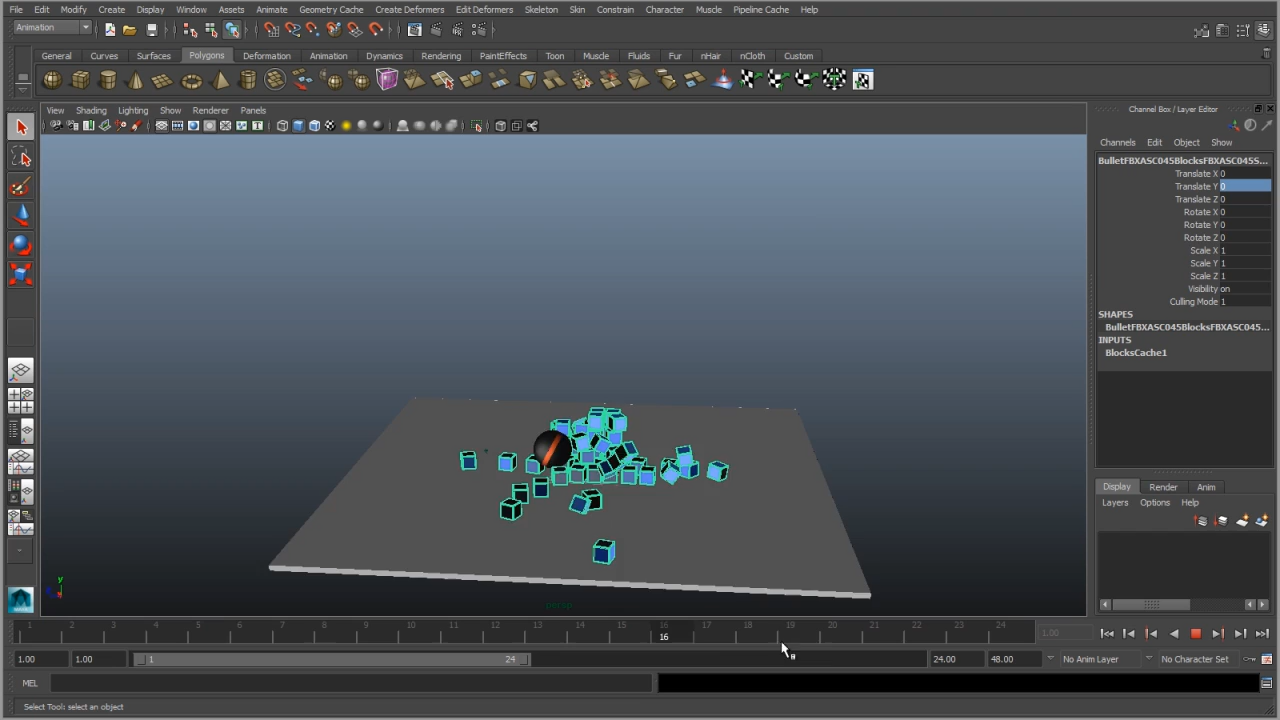 File Edit Modify Create Display Window Assets Animate Geometry Cache Create Deformers Edit Deformers Skeleton Skin Constrain Character Muscle Pipeline Cache Help
Animation
General Curves Surfaces Polygons Deformation Animation Dynamics Rendering PaintEffects Toon Muscle Fluids Fur nHair nCloth Custom
View Shading Lighting Show Renderer Panels
Channel Box / Layer Editor
Channels Edit Object Show
BulletFBXASC045BlocksFBXASC045S...
Translate X 0
Translate Y 0
Translate Z 0
Rotate X 0
Rotate Y 0
Rotate Z 0
Scale X 1
Scale Y 1
Scale Z 1
Visibility on
Culling Mode 1
SHAPES
BulletFBXASC045BlocksFBXASC045...
INPUTS
BlocksCache1
Display Render Anim
Layers Options Help
y
persp
1 2 3 4 5 6 7 8 9 10 11 12 13 14 15 16 17 18 19 20 21 22 23 24
16
1.00
1.00 1.00 1 24 24.00 48.00 No Anim Layer No Character Set
MEL
Select Tool: select an object